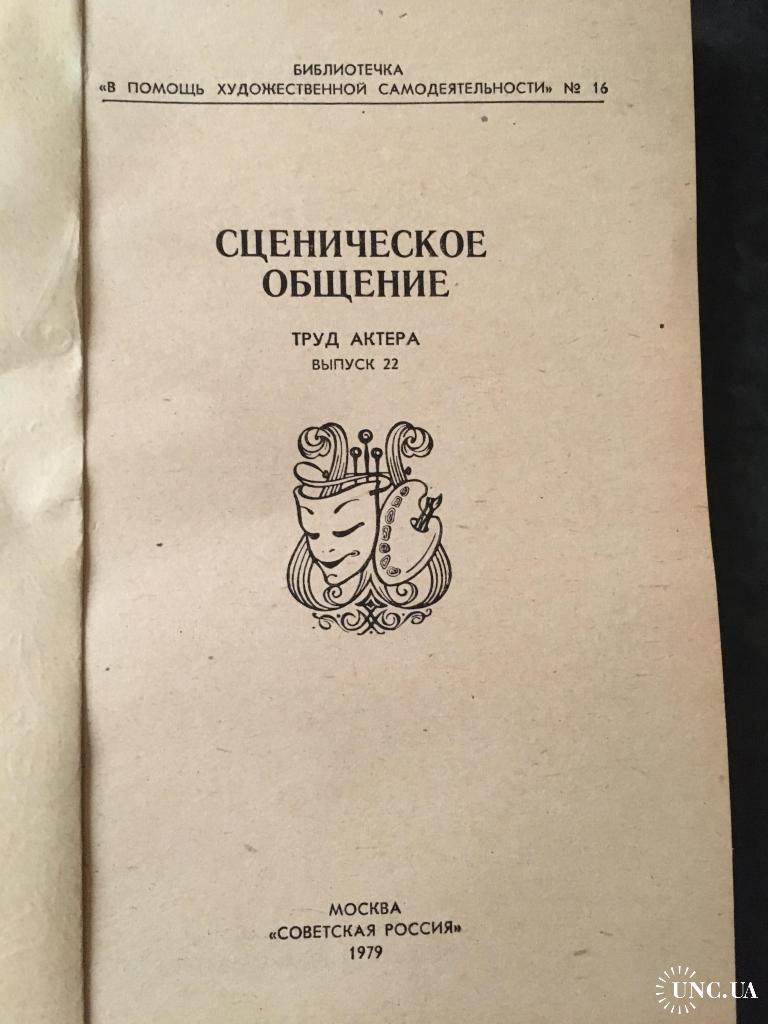 БИБЛИОТЕЧКА
«В ПОМОЩЬ ХУДОЖЕСТВЕННОЙ САМОДЕЯТЕЛЬНОСТИ» № 16
СЦЕНИЧЕСКОЕ
ОБЩЕНИЕ
ТРУД АКТЕРА
ВЫПУСК 22
МОСКВА
«СОВЕТСКАЯ РОССИЯ»
1979
UNC.UA